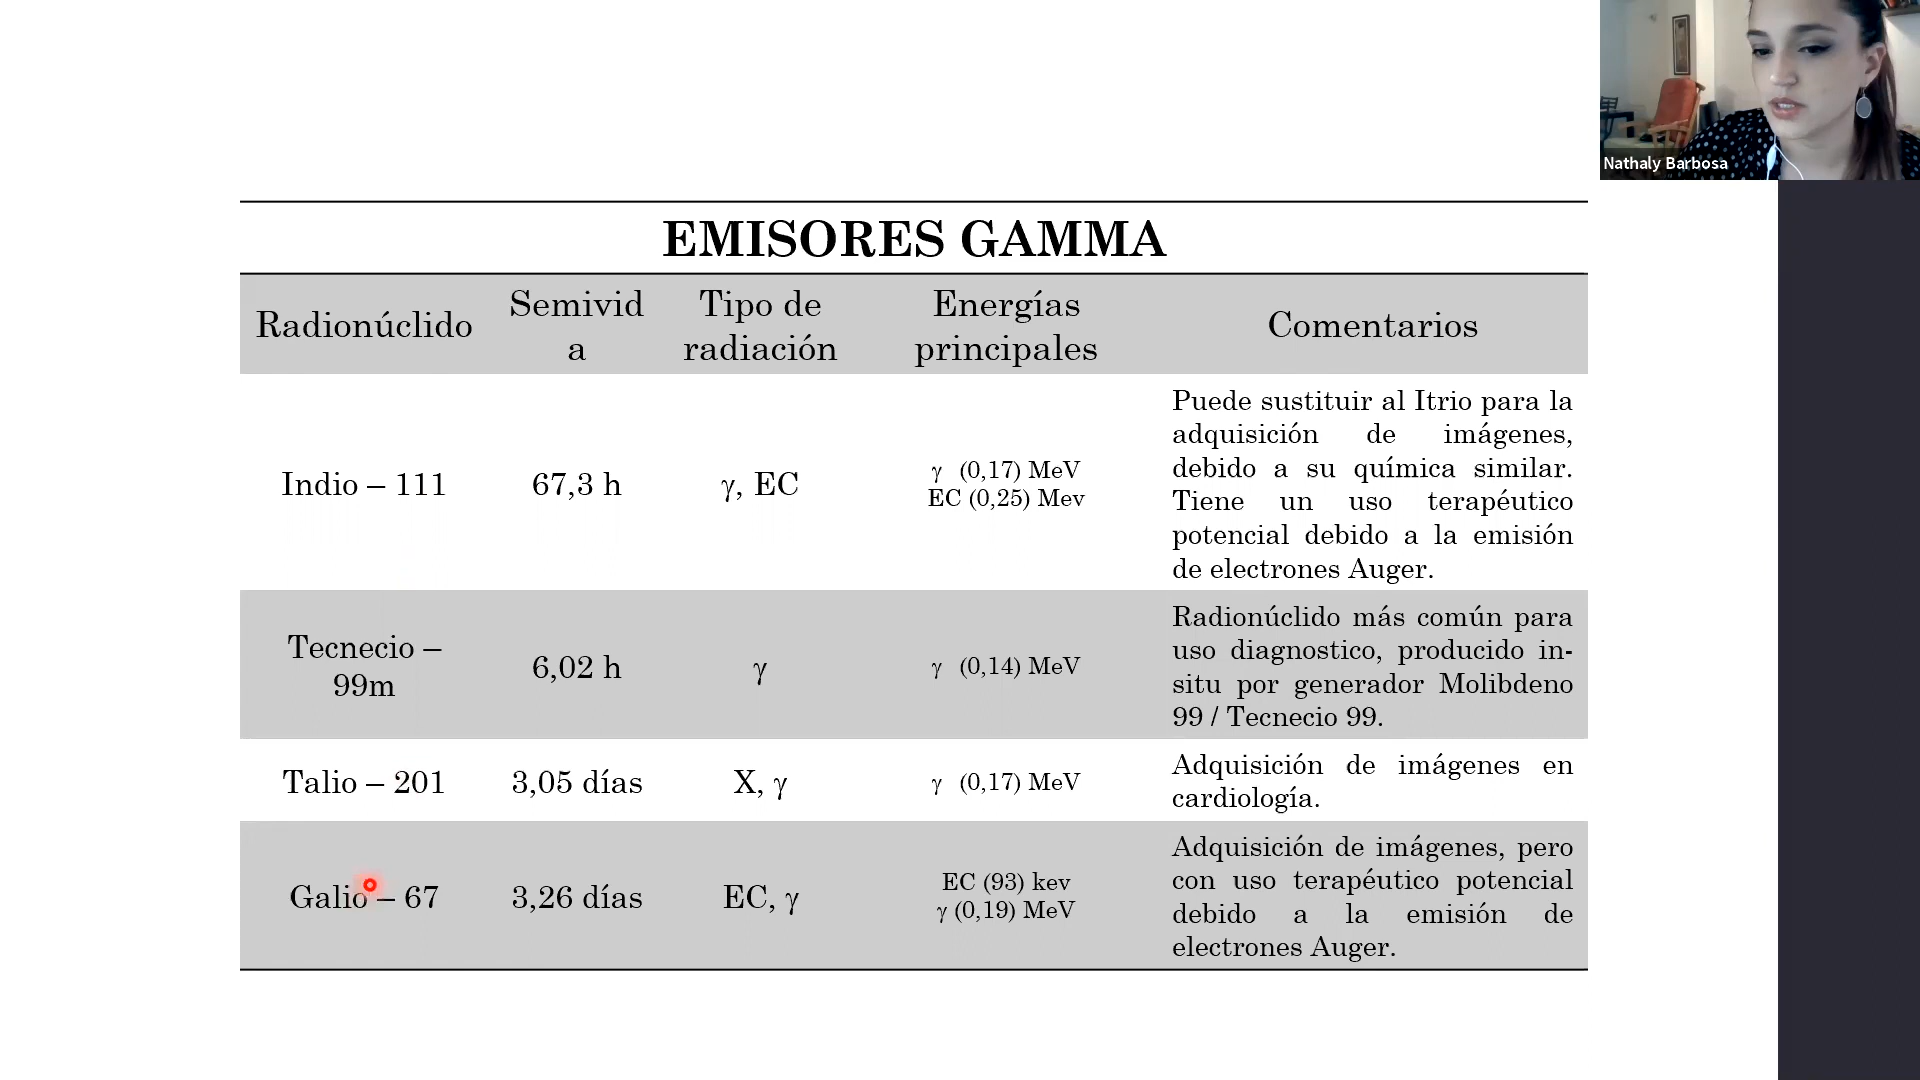 Nathaly Barbosa
EMISORES GAMMA
Radionúclido
Semivid
a
Tipo de
radiación
Energías
principales
Comentarios
Indio – 111
67,3 h
γ, EC
γ (0,17) MeV
EC (0,25) Mev
Puede sustituir al Itrio para la
adquisición de imágenes,
debido a su química similar.
Tiene un uso terapéutico
potencial debido a la emisión
de electrones Auger.
Tecnecio –
99m
6,02 h
γ
γ (0,14) MeV
Radionúclido más común para
uso diagnostico, producido in-
situ por generador Molibdeno
99 / Tecnecio 99.
Talio – 201
3,05 días
X, γ
γ (0,17) MeV
Adquisición de imágenes en
cardiología.
Galio – 67
3,26 días
EC, γ
EC (93) kev
γ (0,19) MeV
Adquisición de imágenes, pero
con uso terapéutico potencial
debido a la emisión de
electrones Auger.